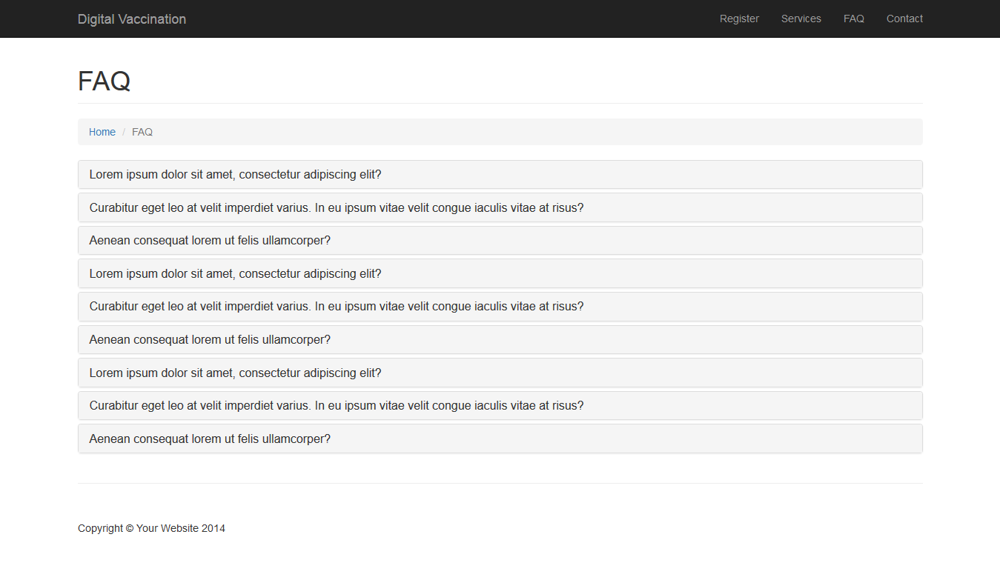 Digital Vaccination Register Services FAQ Contact
FAQ
Home / FAQ
Lorem ipsum dolor sit amet, consectetur adipiscing elit?
Curabitur eget leo at velit imperdiet varius. In eu ipsum vitae velit congue iaculis vitae at risus?
Aenean consequat lorem ut felis ullamcorper?
Lorem ipsum dolor sit amet, consectetur adipiscing elit?
Curabitur eget leo at velit imperdiet varius. In eu ipsum vitae velit congue iaculis vitae at risus?
Aenean consequat lorem ut felis ullamcorper?
Lorem ipsum dolor sit amet, consectetur adipiscing elit?
Curabitur eget leo at velit imperdiet varius. In eu ipsum vitae velit congue iaculis vitae at risus?
Aenean consequat lorem ut felis ullamcorper?
Copyright © Your Website 2014